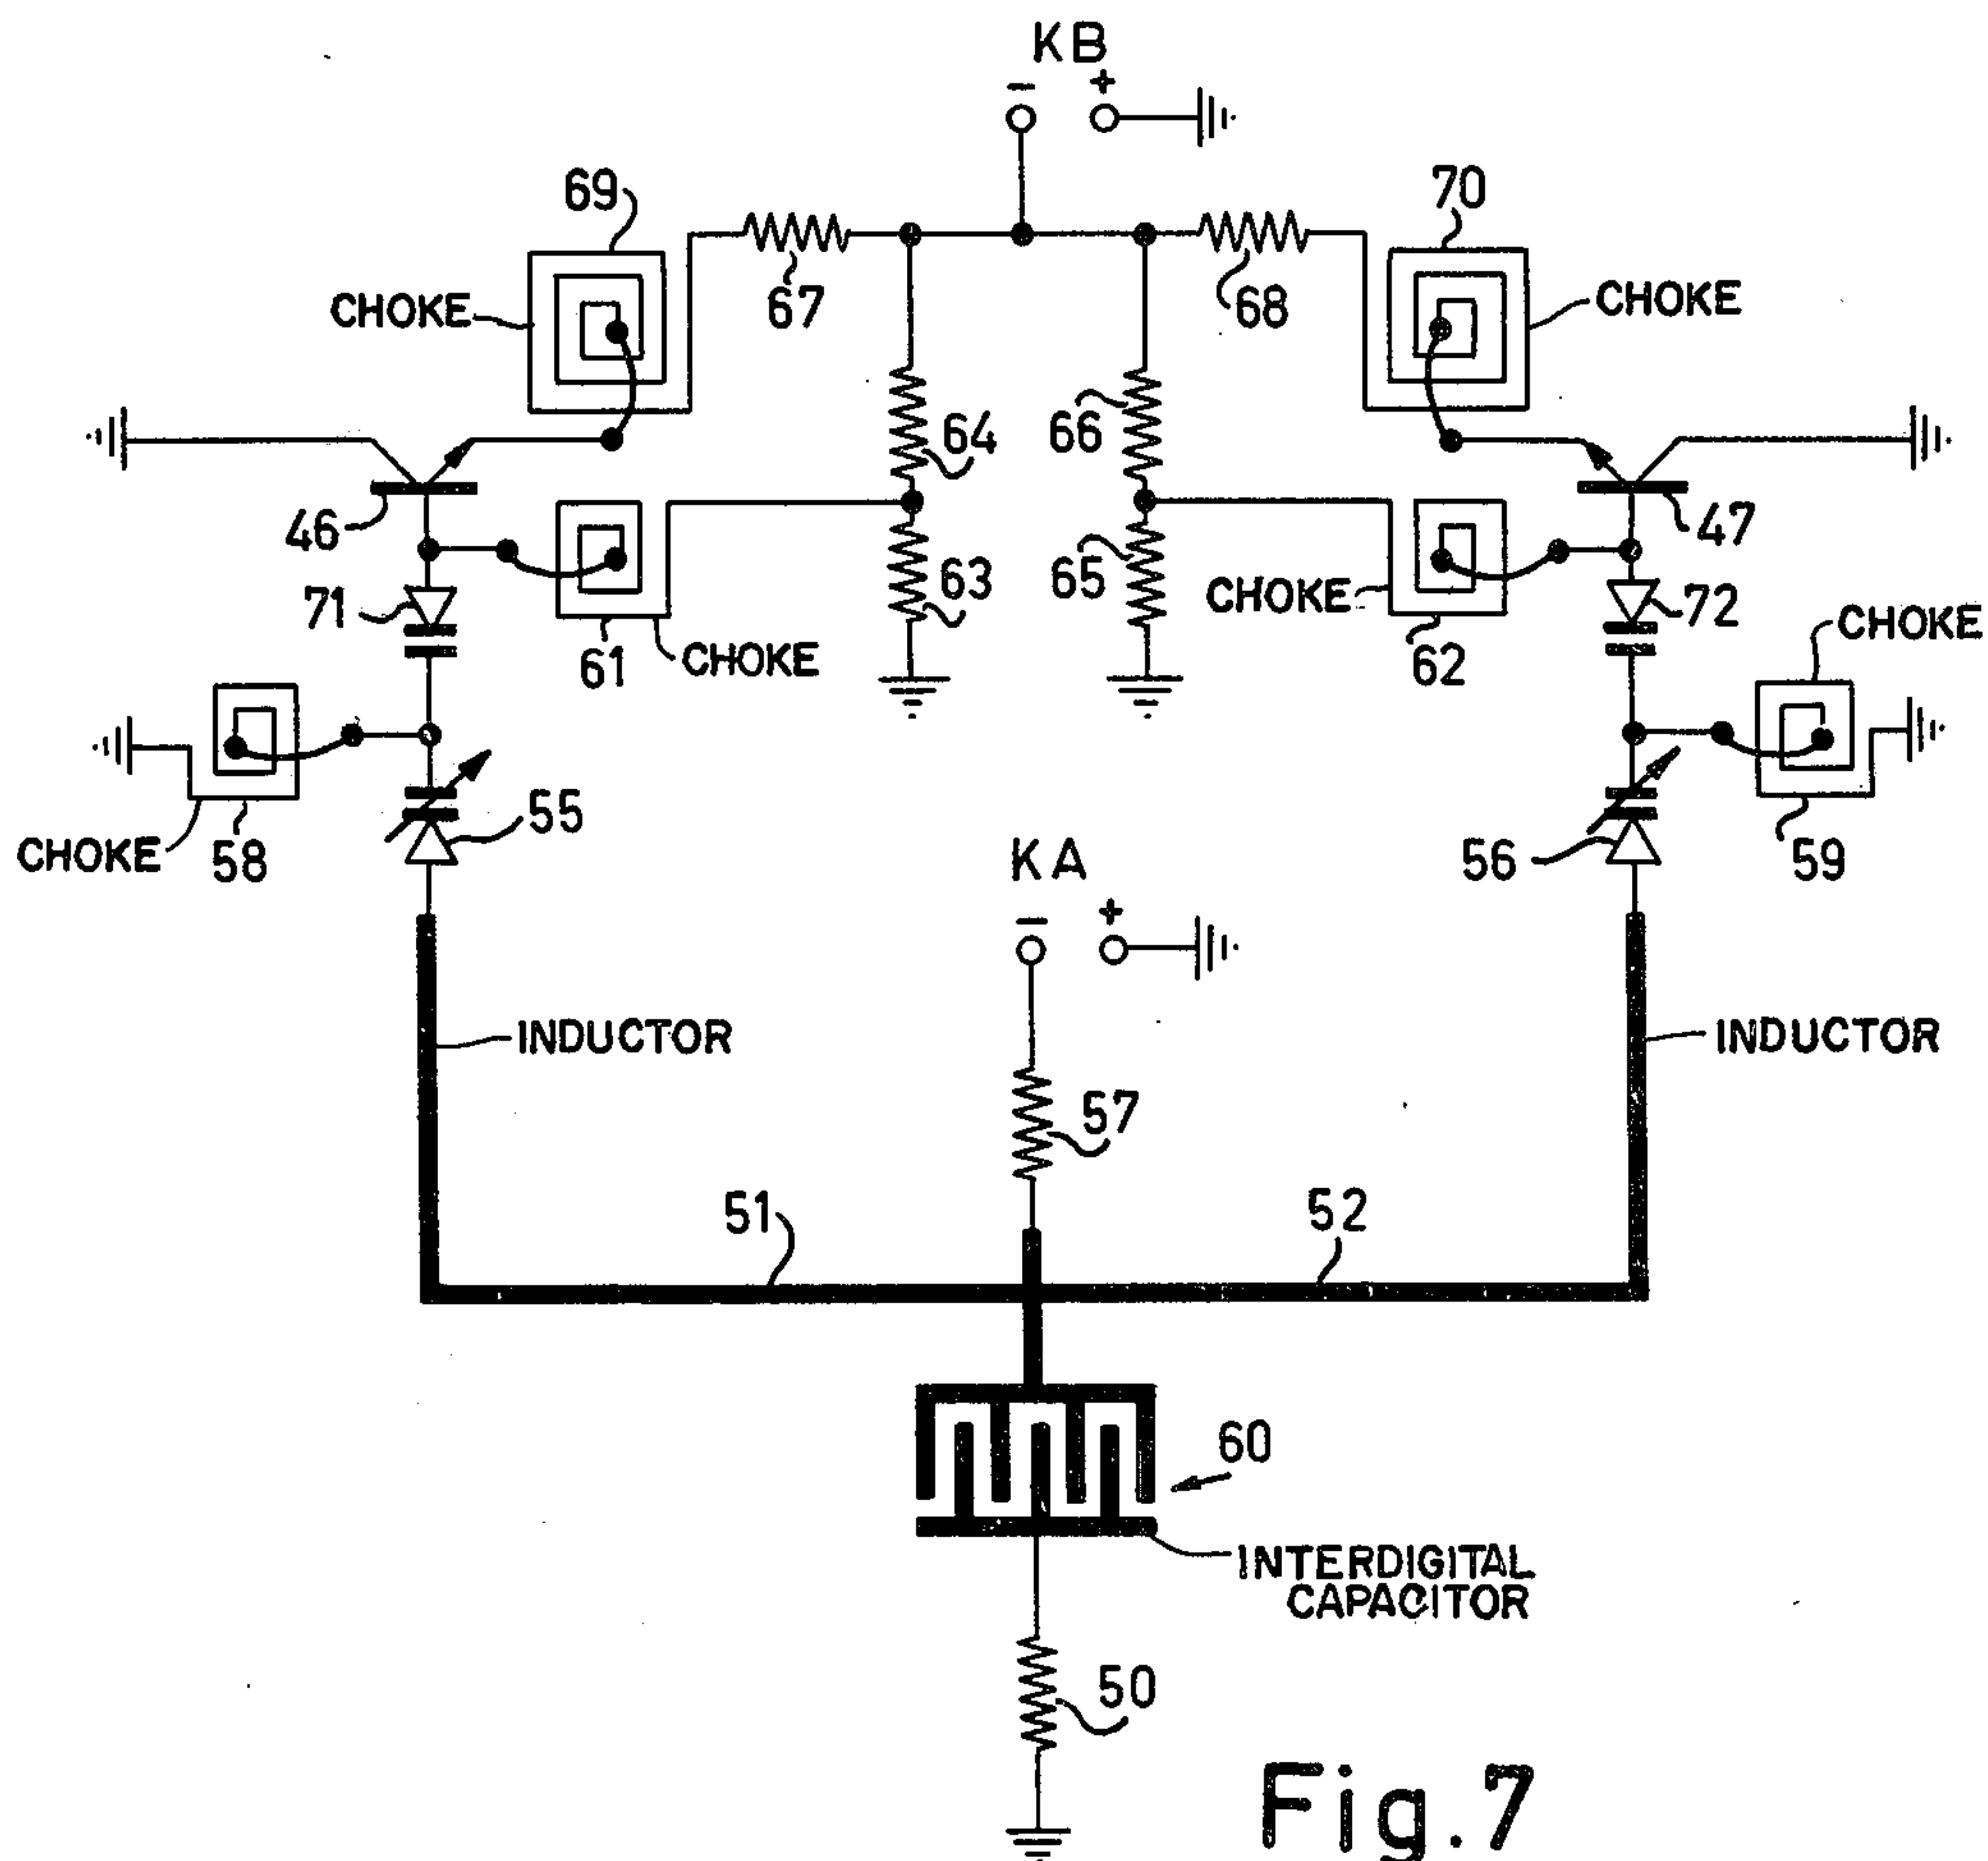 KB
- +
69
70
67
68
CHOKE
CHOKE
64
66
46
47
71
63
65
CHOKE
72
CHOKE
61
CHOKE
62
55
CHOKE
58
KA
56
59
- +
INDUCTOR
INDUCTOR
57
51
52
60
INTERDIGITAL
CAPACITOR
50
Fig.7